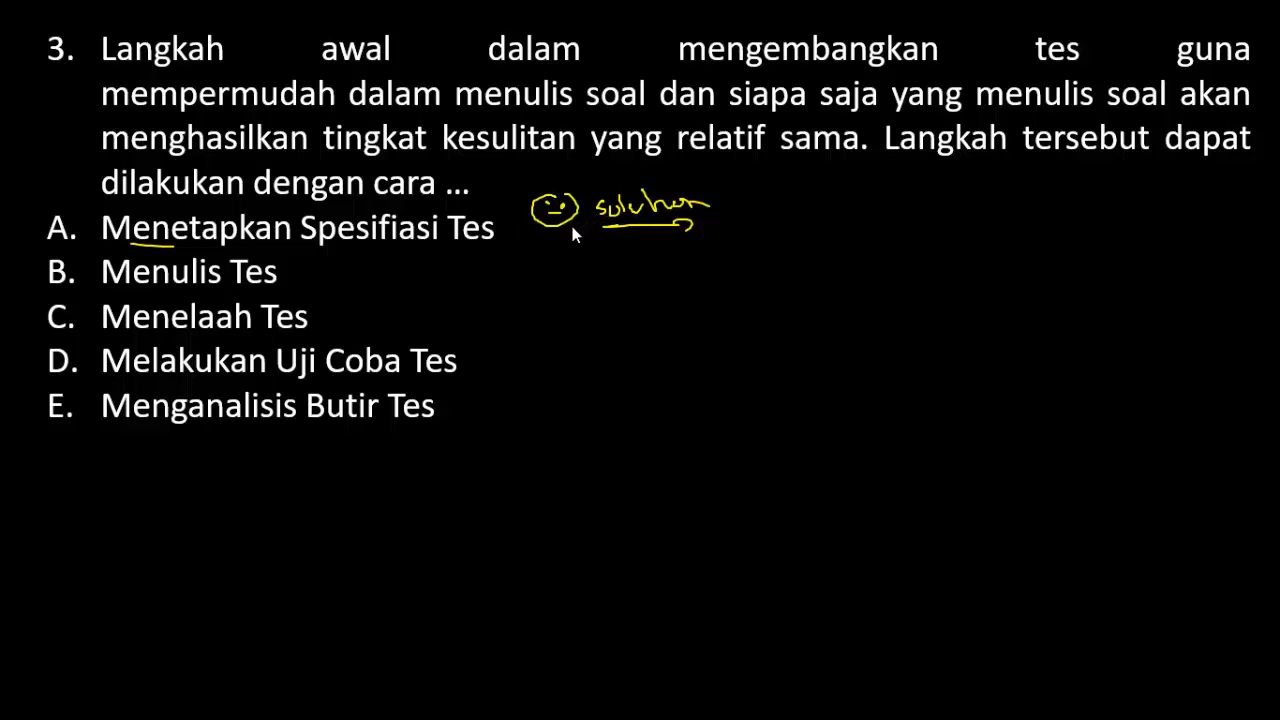 3. Langkah awal dalam mengembangkan tes guna
mempermudah dalam menulis soal dan siapa saja yang menulis soal akan
menghasilkan tingkat kesulitan yang relatif sama. Langkah tersebut dapat
dilakukan dengan cara ...
A. Menetapkan Spesifiasi Tes
B. Menulis Tes
C. Menelaah Tes
D. Melakukan Uji Coba Tes
E. Menganalisis Butir Tes